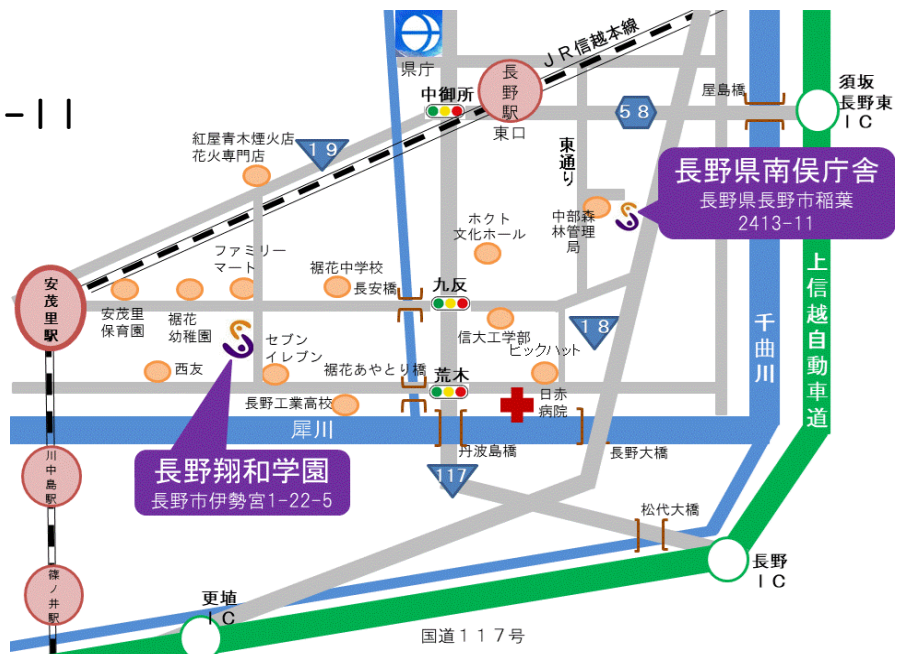 -11
県庁
中御所
長野駅
東口
JR信越本線
58
屋島橋
須坂
長野東
IC
紅屋青木煙火店
花火専門店
19
東通り
長野県南俣庁舎
長野県長野市稲葉
2413-11
中部森
林管理
局
ホクト
文化ホール
ファミリー
マート
裾花中学校
長安橋
九反
安茂里駅
安茂里
保育園
裾花
幼稚園
セブン
イレブン
信大工学部
ビックハット
18
上信越自動車道
千曲川
西友
裾花あやとり橋
荒木
日赤
病院
長野工業高校
犀川
丹波島橋
長野大橋
川中島駅
長野翔和学園
長野市伊勢宮1-22-5
117
松代大橋
長野
IC
篠ノ井駅
更埴
IC
国道117号